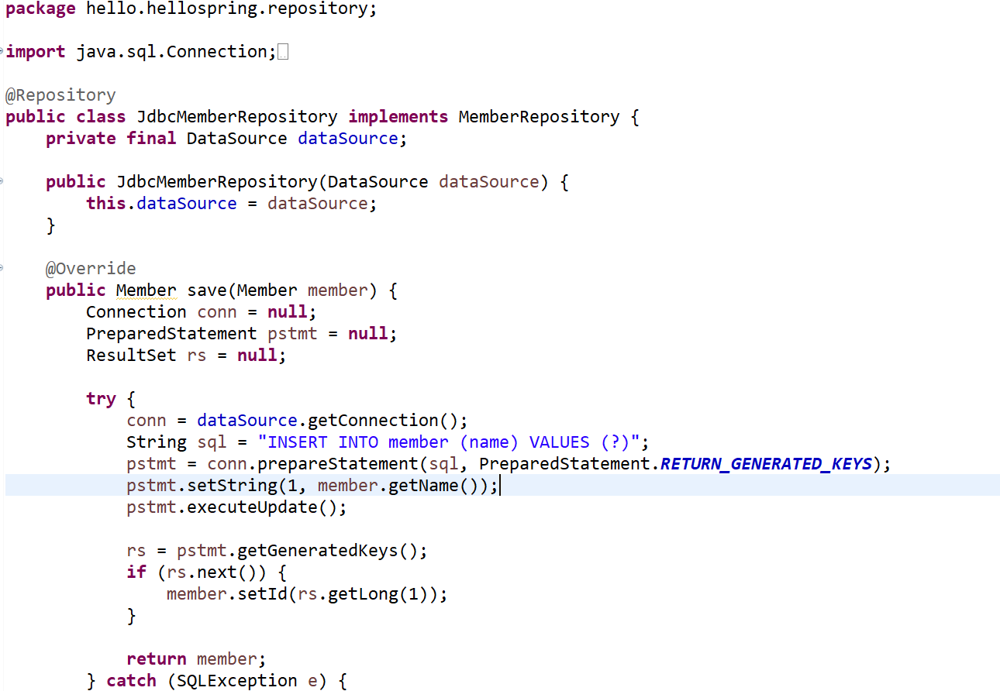 package hello.hellospring.repository;
import java.sql.Connection;
@Repository
public class JdbcMemberRepository implements MemberRepository {
    private final DataSource dataSource;
    public JdbcMemberRepository(DataSource dataSource) {
        this.dataSource = dataSource;
    }
    @Override
    public Member save(Member member) {
        Connection conn = null;
        PreparedStatement pstmt = null;
        ResultSet rs = null;
        try {
            conn = dataSource.getConnection();
            String sql = "INSERT INTO member (name) VALUES (?)";
            pstmt = conn.prepareStatement(sql, PreparedStatement.RETURN_GENERATED_KEYS);
            pstmt.setString(1, member.getName());
            pstmt.executeUpdate();
            rs = pstmt.getGeneratedKeys();
            if (rs.next()) {
                member.setId(rs.getLong(1));
            }
            return member;
        } catch (SQLException e) {